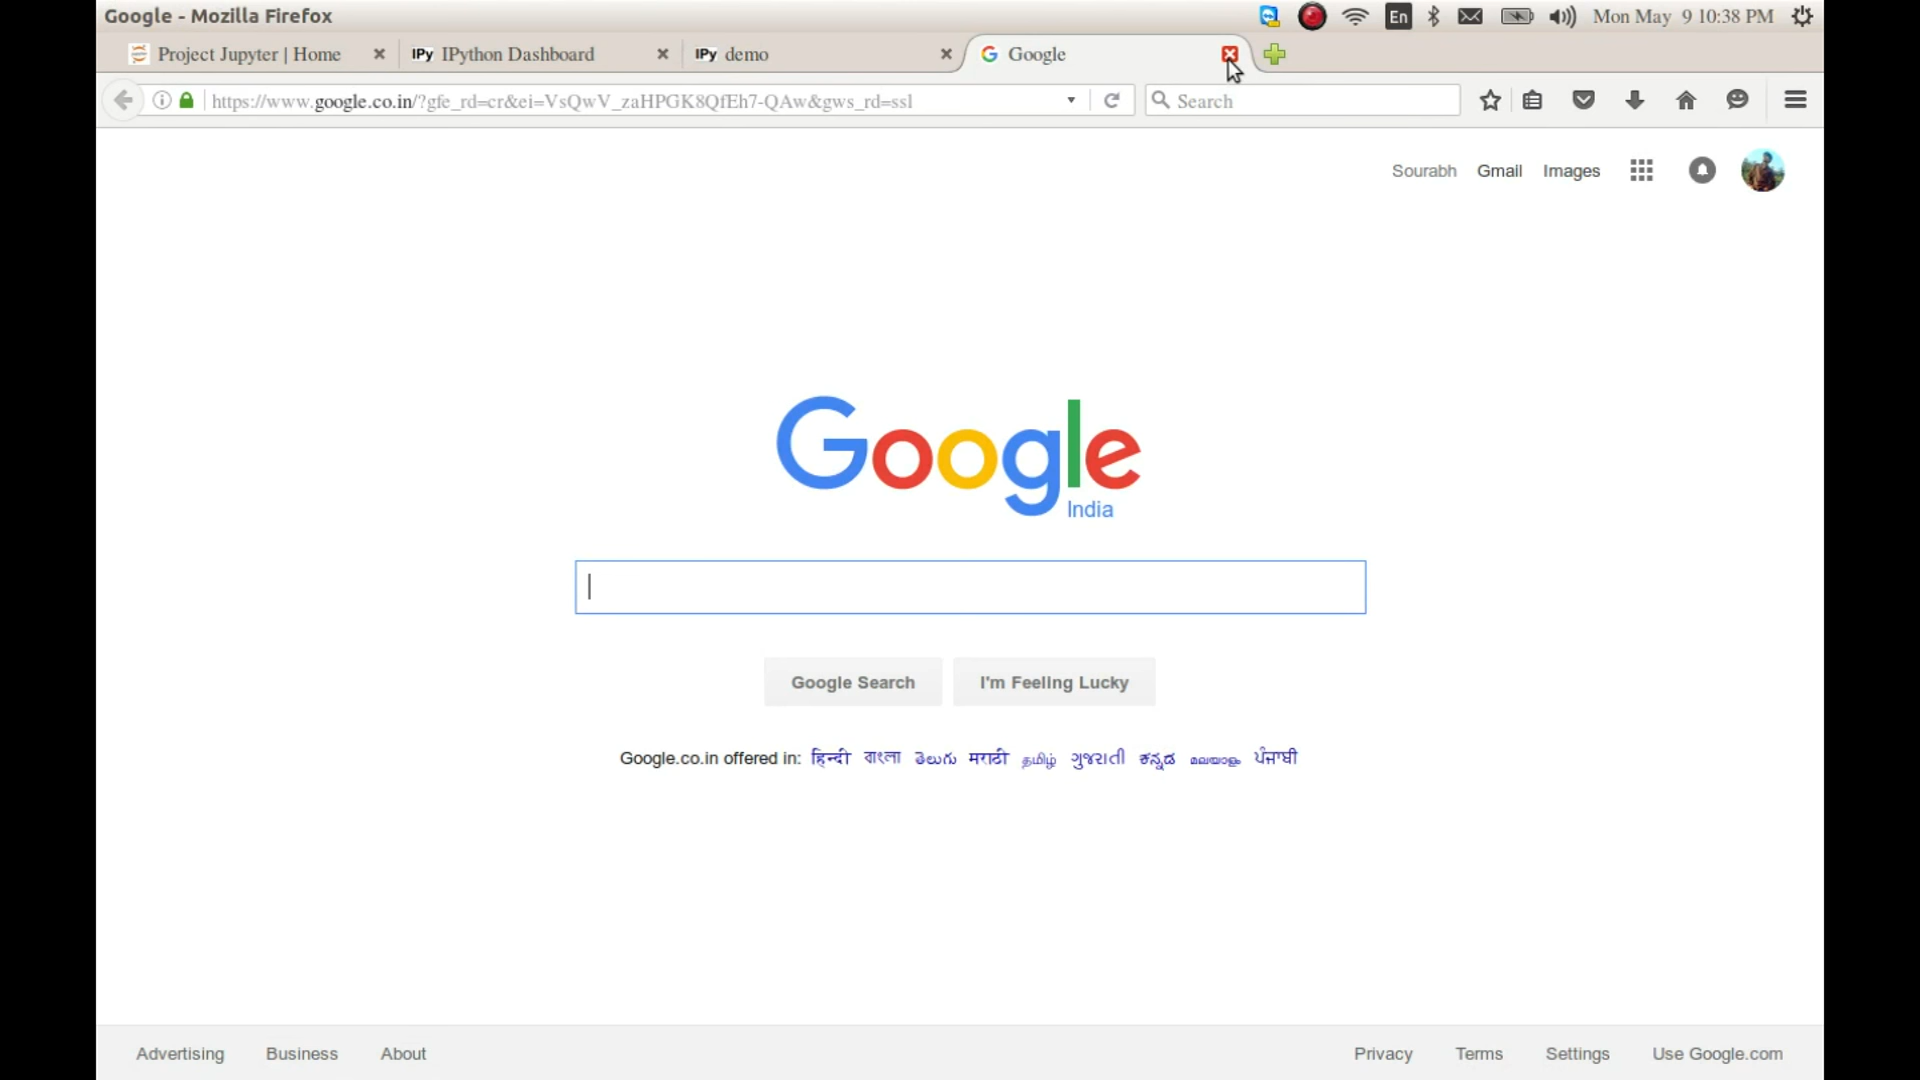 Google - Mozilla Firefox
En
Mon May 9 10:38 PM
Project Jupyter | Home
IPy IPython Dashboard
IPy demo
G Google
https://www.google.co.in/?gfe_rd=cr&ei=VsQwV_zaHPGK8QfEh7-QAw&gws_rd=ssl
Search
Sourabh Gmail Images
Google
India
Google Search
I'm Feeling Lucky
Google.co.in offered in: हिन्दी বাংলা తెలుగు मराठी தமிழ் ગુજરાતી ಕನ್ನಡ മലയാളം ਪੰਜਾਬੀ
Advertising Business About
Privacy Terms Settings Use Google.com